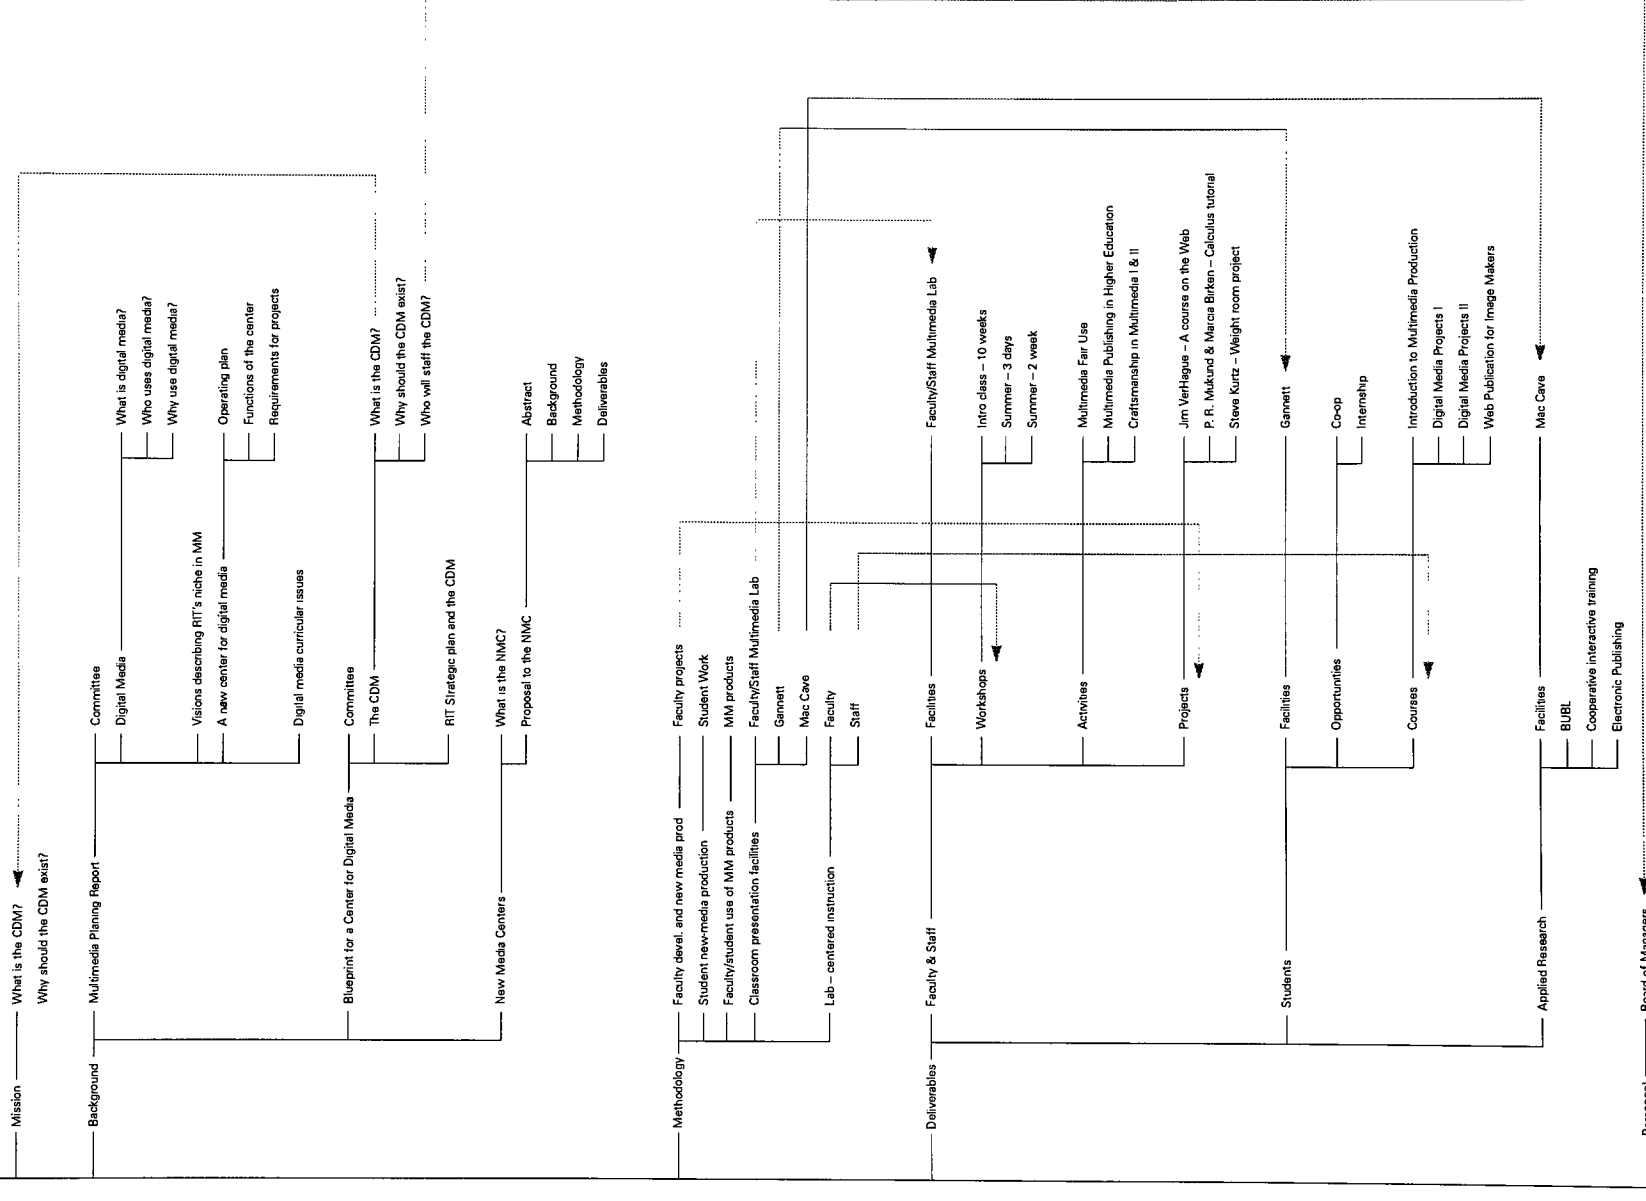 Mission
What is the CDM?
Why should the CDM exist?
Background
Multimedia Planing Report
Committee
Digital Media
What is digital media?
Who uses digital media?
Why use digital media?
Visions describing RIT's niche in MM
A new center for digital media
Operating plan
Functions of the center
Requirements for projects
Digital media curricular issues
Blueprint for a Center for Digital Media
Committee
The CDM
What is the CDM?
Why should the CDM exist?
Who will staff the CDM?
RIT Strategic plan and the CDM
New Media Centers
What is the NMC?
Proposal to the NMC
Abstract
Background
Methodology
Deliverables
Methodology
Faculty devel. and new media prod
Faculty projects
Student new-media production
Student Work
Faculty/student use of MM products
MM products
Classroom presentation facilities
Faculty/Staff Multimedia Lab
Gannett
Mac Cave
Lab – centered instruction
Faculty
Staff
Deliverables
Faculty & Staff
Facilities
Faculty/Staff Multimedia Lab
Workshops
Intro class – 10 weeks
Summer – 3 days
Summer – 2 week
Activities
Multimedia Fair Use
Multimedia Publishing in Higher Education
Craftsmanship in Multimedia I & II
Projects
Jim VerHague – A course on the Web
P. R. Mukund & Marcia Birken – Calculus tutorial
Steve Kurtz – Weight room project
Students
Facilities
Gannett
Opportunities
Co-op
Internship
Courses
Introduction to Multimedia Production
Digital Media Projects I
Digital Media Projects II
Web Publication for Image Makers
Applied Research
Facilities
Mac Cave
BUBL
Cooperative interactive training
Electronic Publishing
Board of Managers